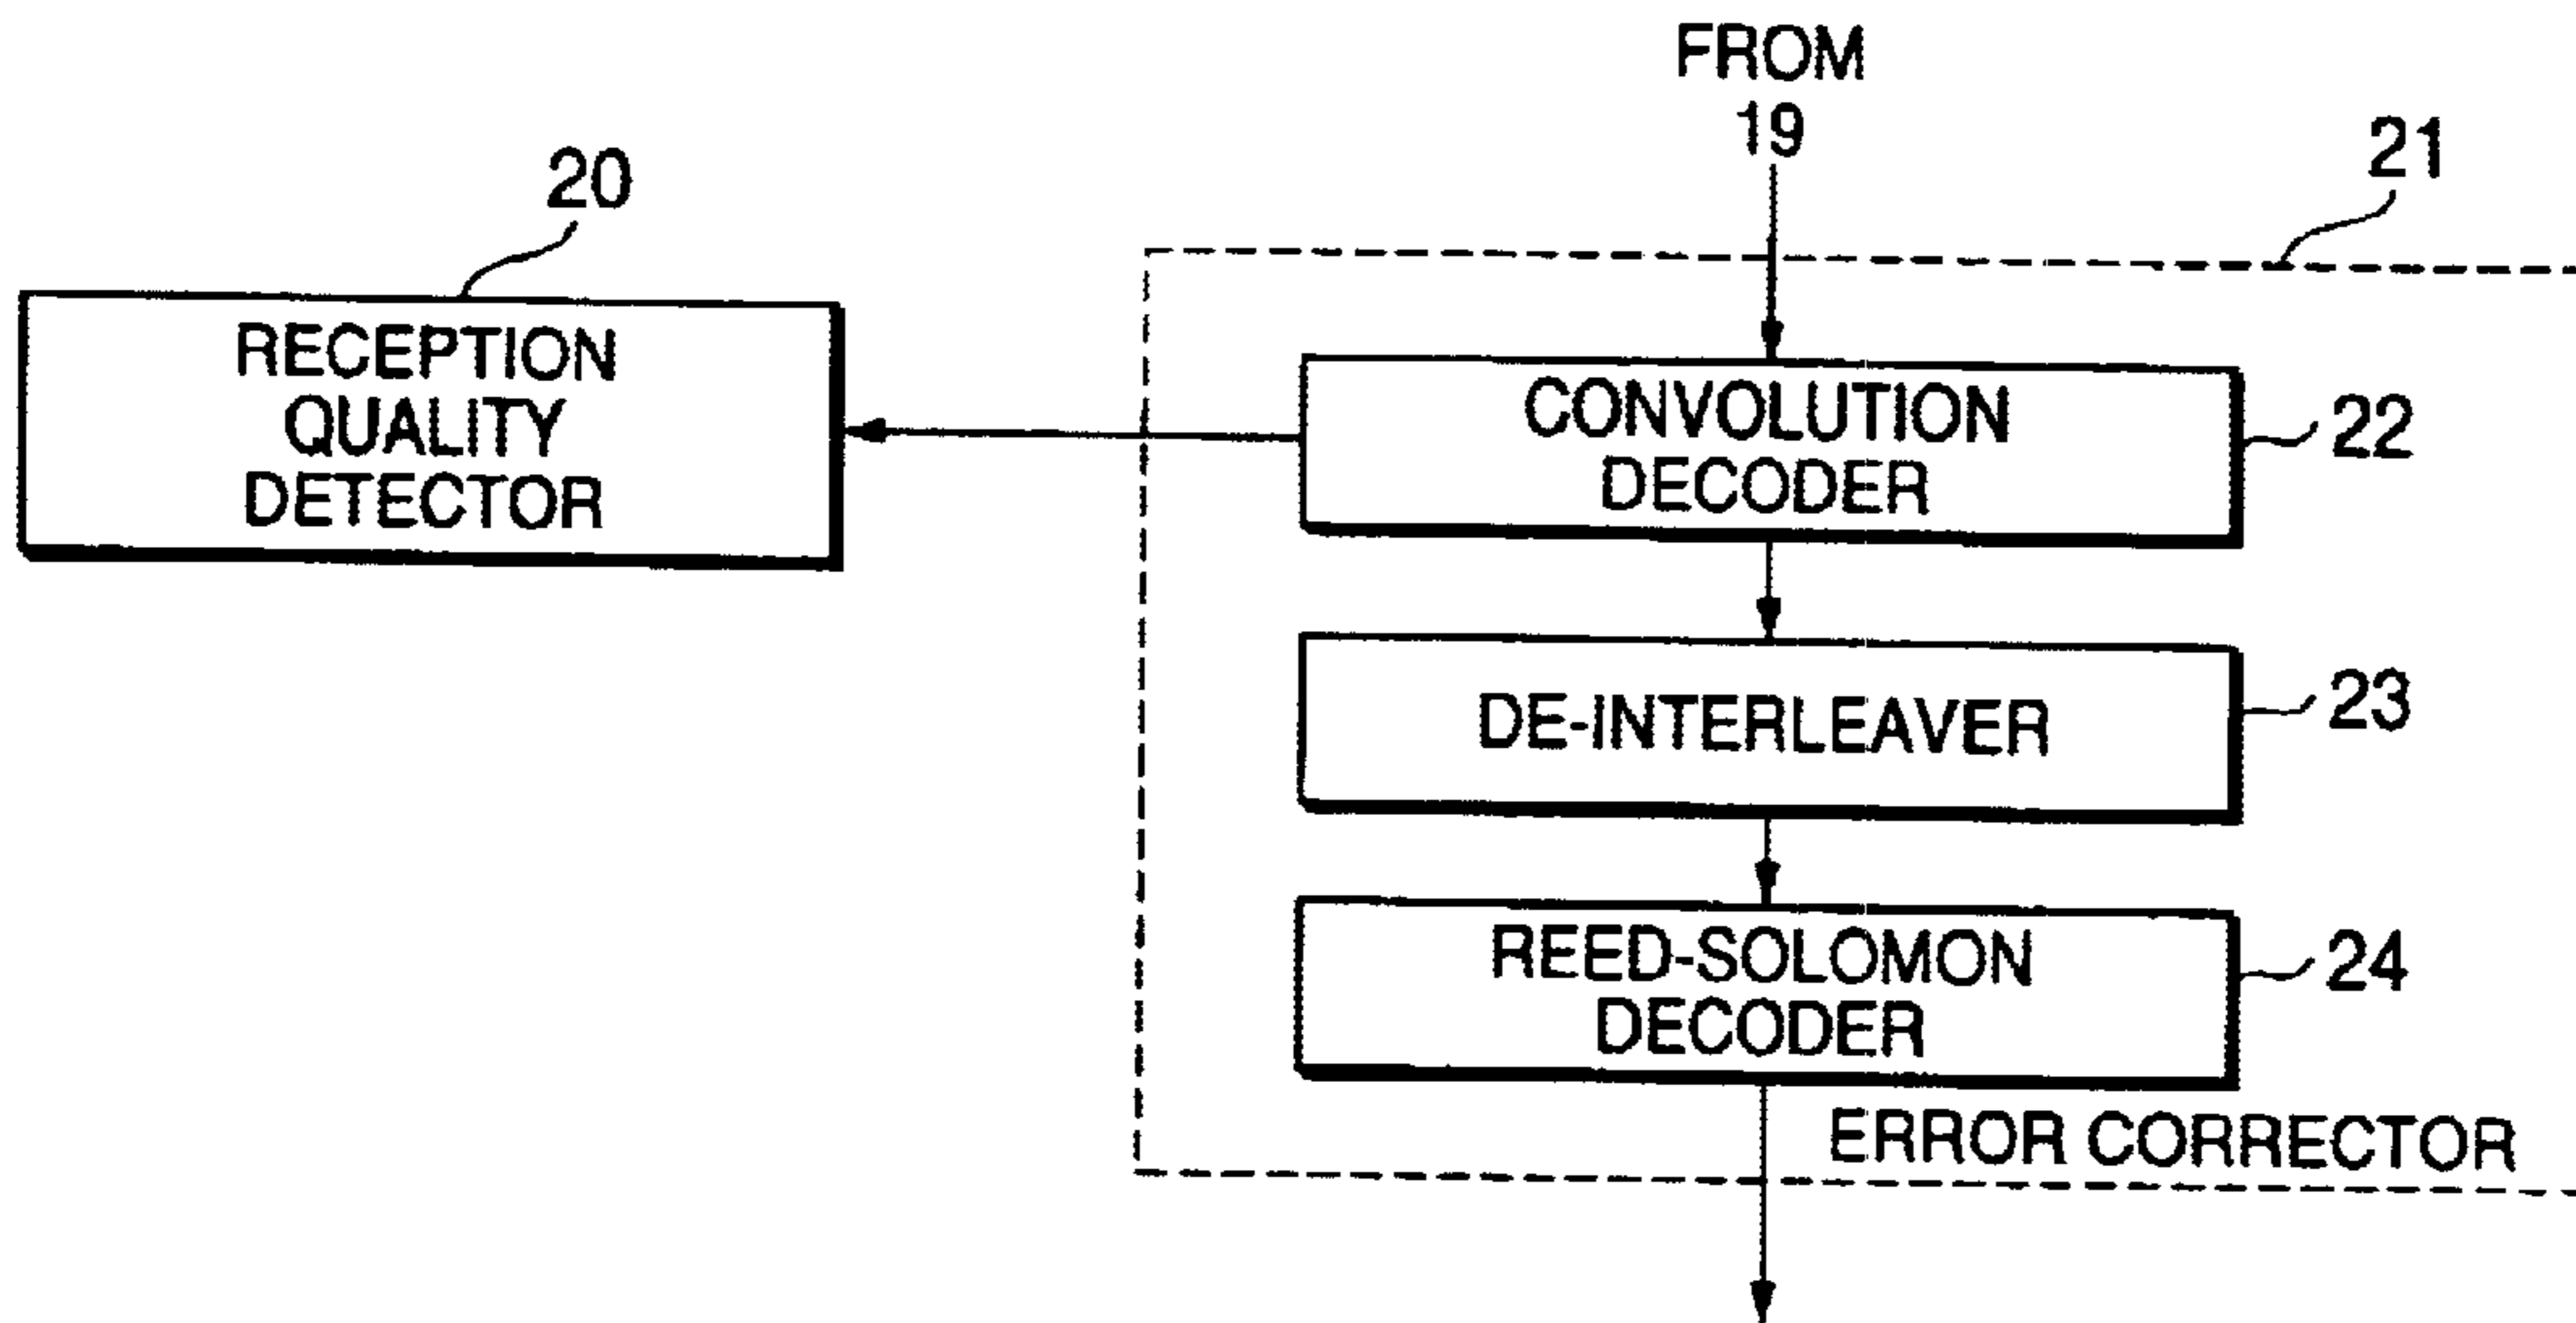 FROM
19
21
20
RECEPTION
QUALITY
DETECTOR
CONVOLUTION
DECODER
22
DE-INTERLEAVER
23
REED-SOLOMON
DECODER
24
ERROR CORRECTOR